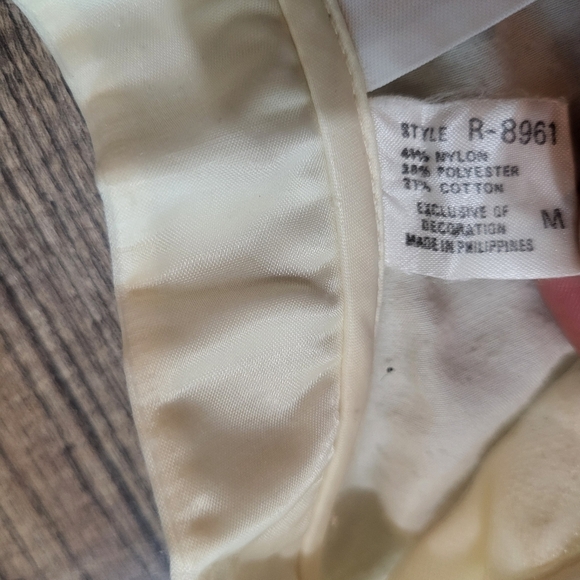 STYLE R-8961
41% NYLON
38% POLYESTER
21% COTTON
EXCLUSIVE OF
DECORATION
M
MADE IN PHILIPPINES